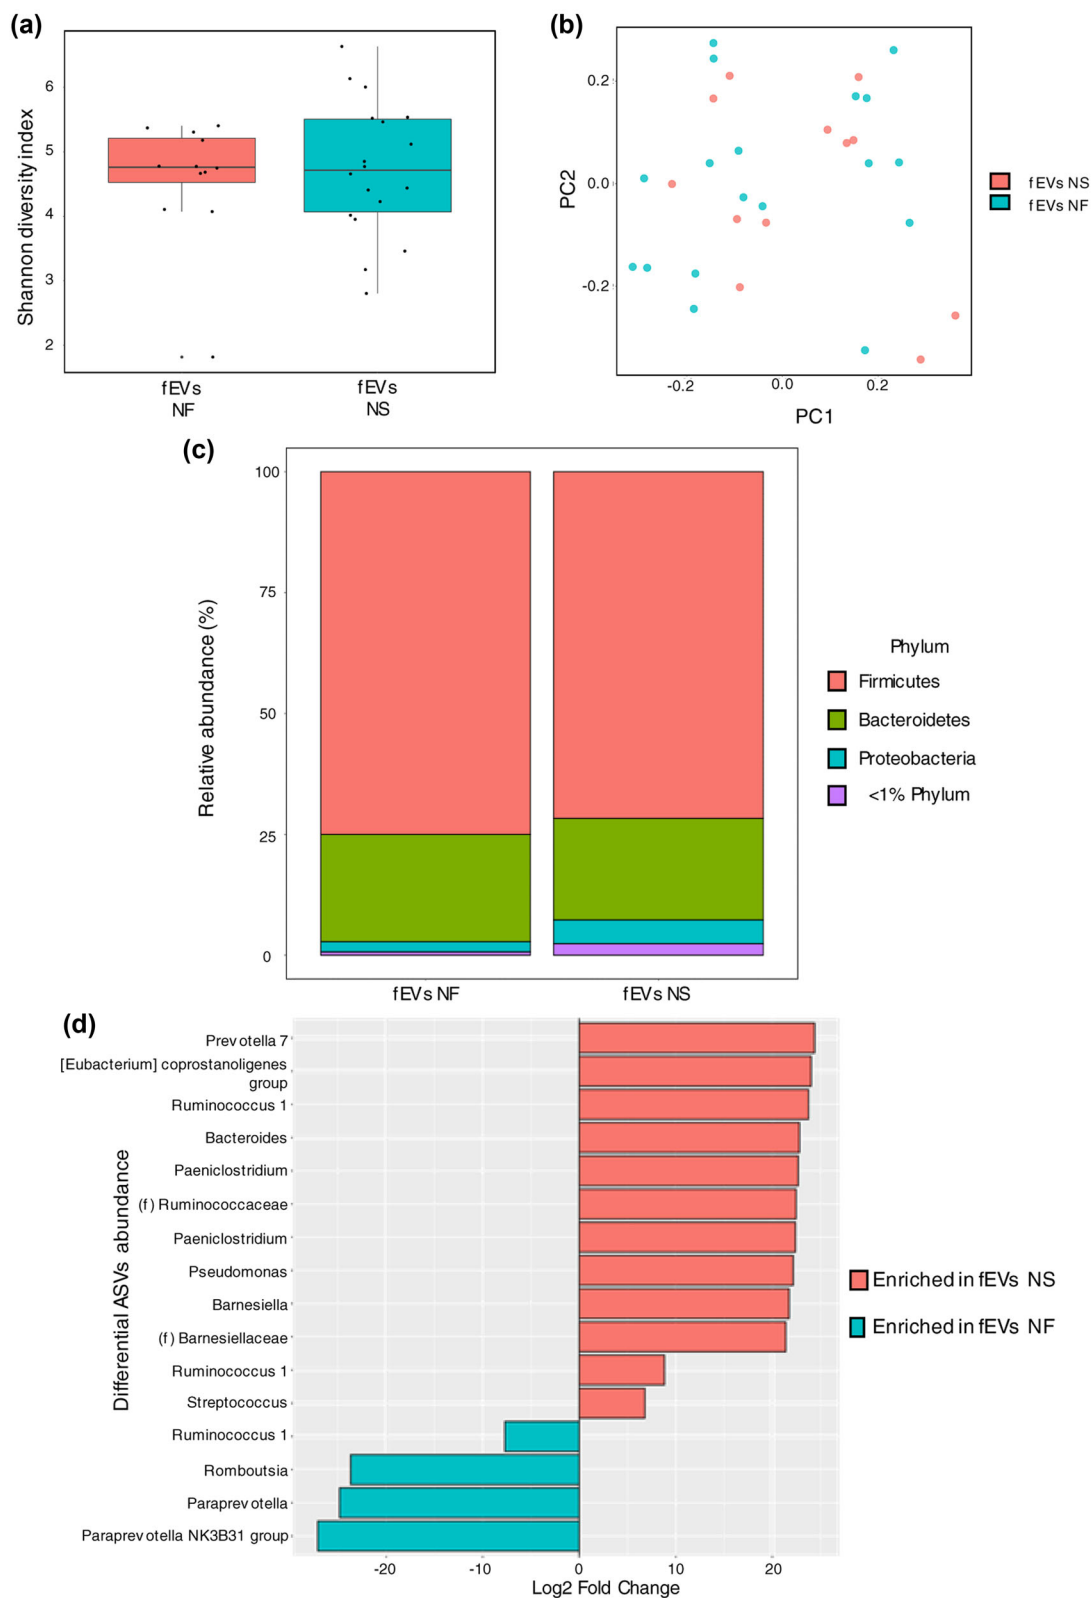 (a)
Shannon diversity index
6
5
4
3
2
fEVs
NF
fEVs
NS
(b)
PC2
0.2
0.0
-0.2
-0.2
0.0
0.2
PC1
fEVs NS
fEVs NF
(c)
Relative abundance (%)
100
75
50
25
0
fEVs NF
fEVs NS
Phylum
Firmicutes
Bacteroidetes
Proteobacteria
<1% Phylum
(d)
Differential ASVs abundance
Prevotella 7
[Eubacterium] coprostanoligenes
group
Ruminococcus 1
Bacteroides
Paeniclostridium
(f) Ruminococcaceae
Paeniclostridium
Pseudomonas
Barnesiella
(f) Barnesiellaceae
Ruminococcus 1
Streptococcus
Ruminococcus 1
Romboutsia
Paraprevotella
Paraprevotella NK3B31 group
-20
-10
0
10
20
Log2 Fold Change
Enriched in fEVs NS
Enriched in fEVs NF